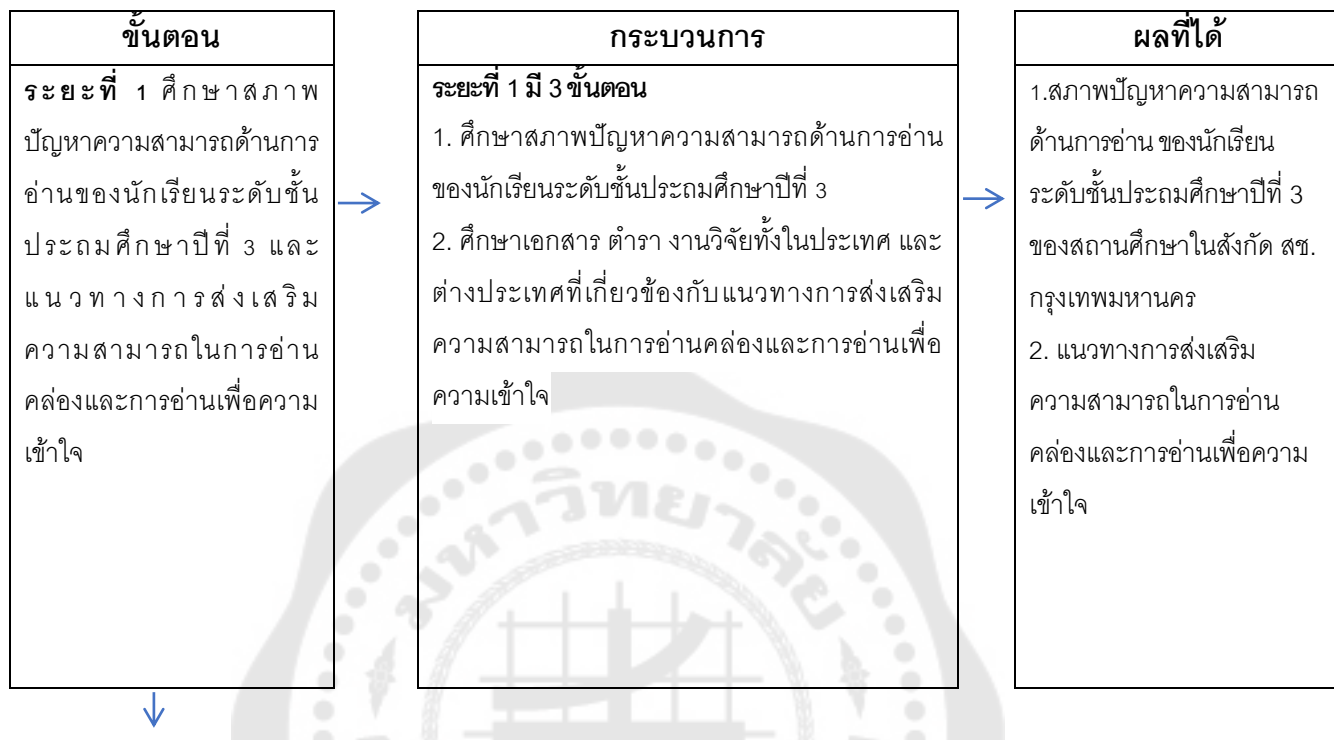 ขั้นตอน
ระยะที่ 1 ศึกษาสภาพ
ปัญหาความสามารถด้านการ
อ่านของนักเรียนระดับชั้น
ประถมศึกษาปีที่ 3 และ
แนวทางการส่งเสริม
ความสามารถในการอ่าน
คล่องและการอ่านเพื่อความ
เข้าใจ
กระบวนการ
ระยะที่ 1 มี 3 ขั้นตอน
1. ศึกษาสภาพปัญหาความสามารถด้านการอ่าน
ของนักเรียนระดับชั้นประถมศึกษาปีที่ 3
2. ศึกษาเอกสาร ตำรา งานวิจัยทั้งในประเทศ และ
ต่างประเทศที่เกี่ยวข้องกับแนวทางการส่งเสริม
ความสามารถในการอ่านคล่องและการอ่านเพื่อ
ความเข้าใจ
ผลที่ได้
1.สภาพปัญหาความสามารถ
ด้านการอ่าน ของนักเรียน
ระดับชั้นประถมศึกษาปีที่ 3
ของสถานศึกษาในสังกัด สช.
กรุงเทพมหานคร
2. แนวทางการส่งเสริม
ความสามารถในการอ่าน
คล่องและการอ่านเพื่อความ
เข้าใจ
มหาวิทยาลัย